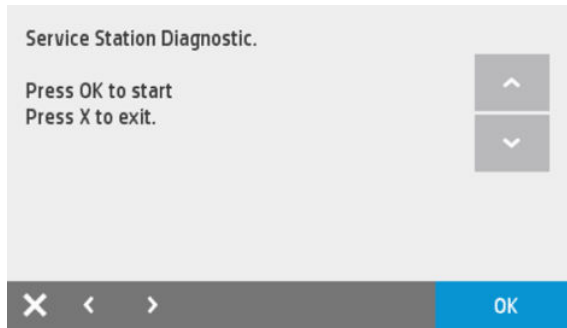 Service Station Diagnostic.
Press OK to start
Press X to exit.
OK